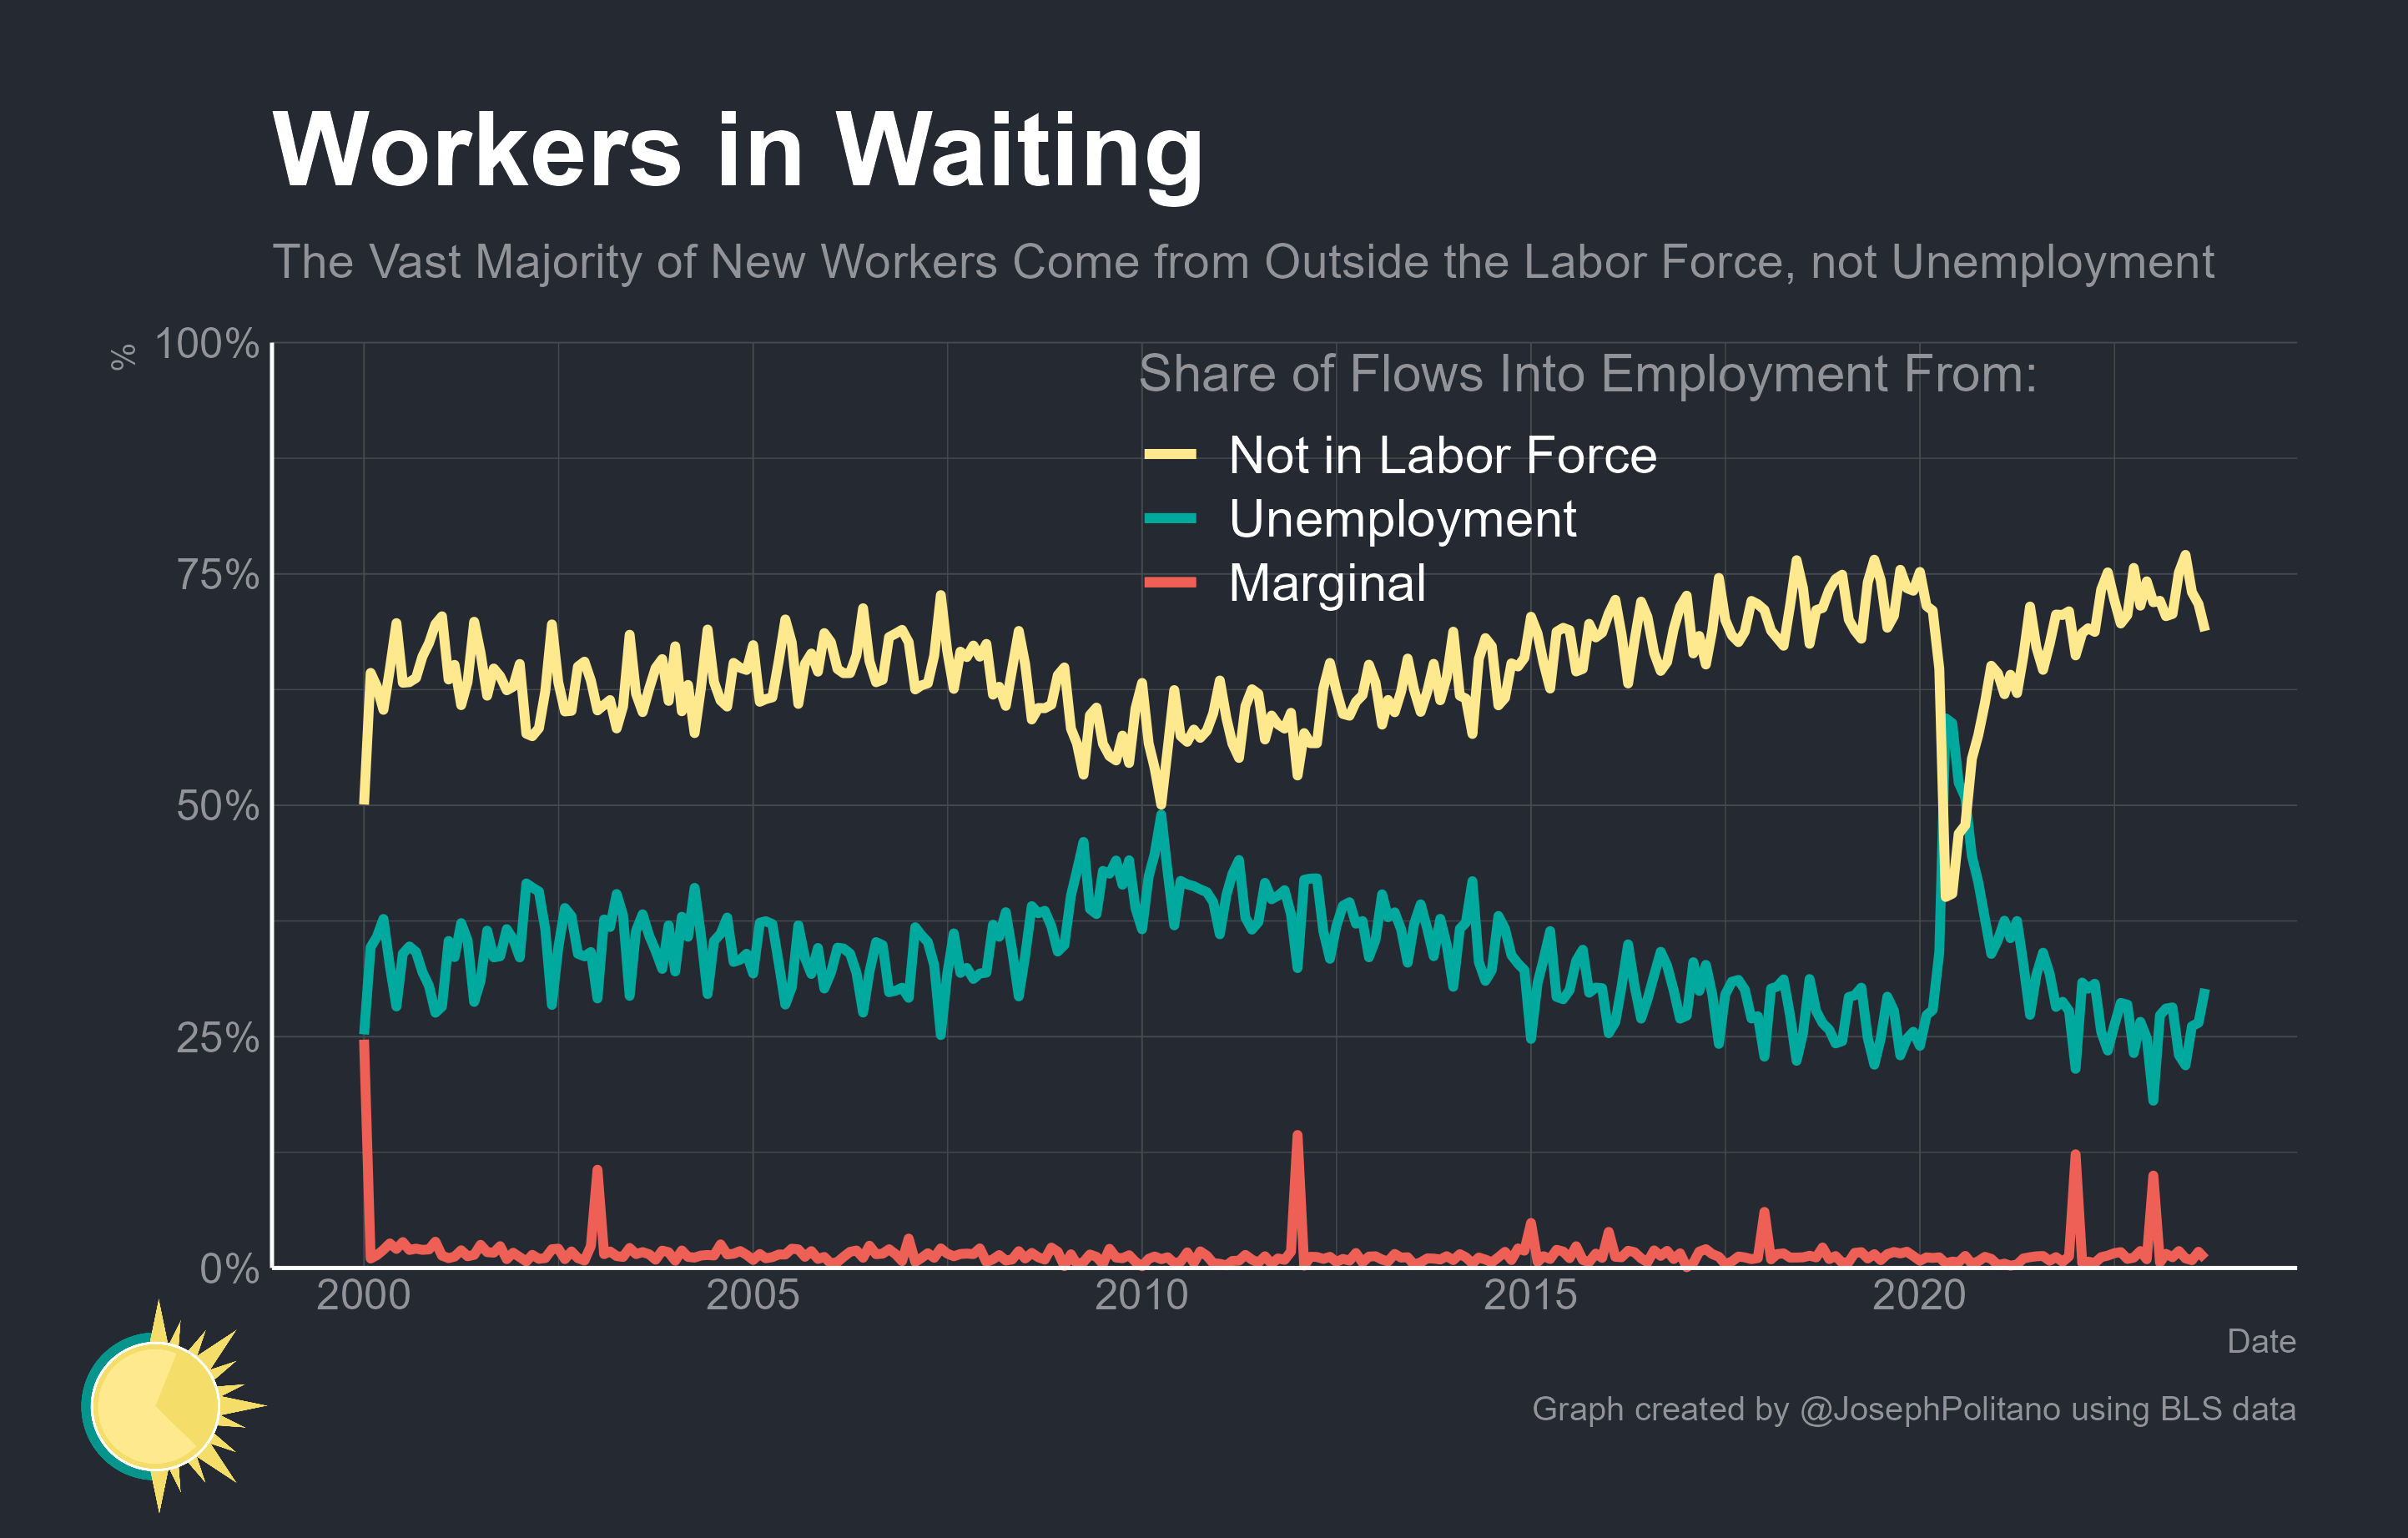 Workers in Waiting
The Vast Majority of New Workers Come from Outside the Labor Force, not Unemployment
%
100%
Share of Flows Into Employment From:
Not in Labor Force
Unemployment
75%
Marginal
50%
25%
0%
2000 2005 2010 2015 2020
Date
Graph created by @JosephPolitano using BLS data